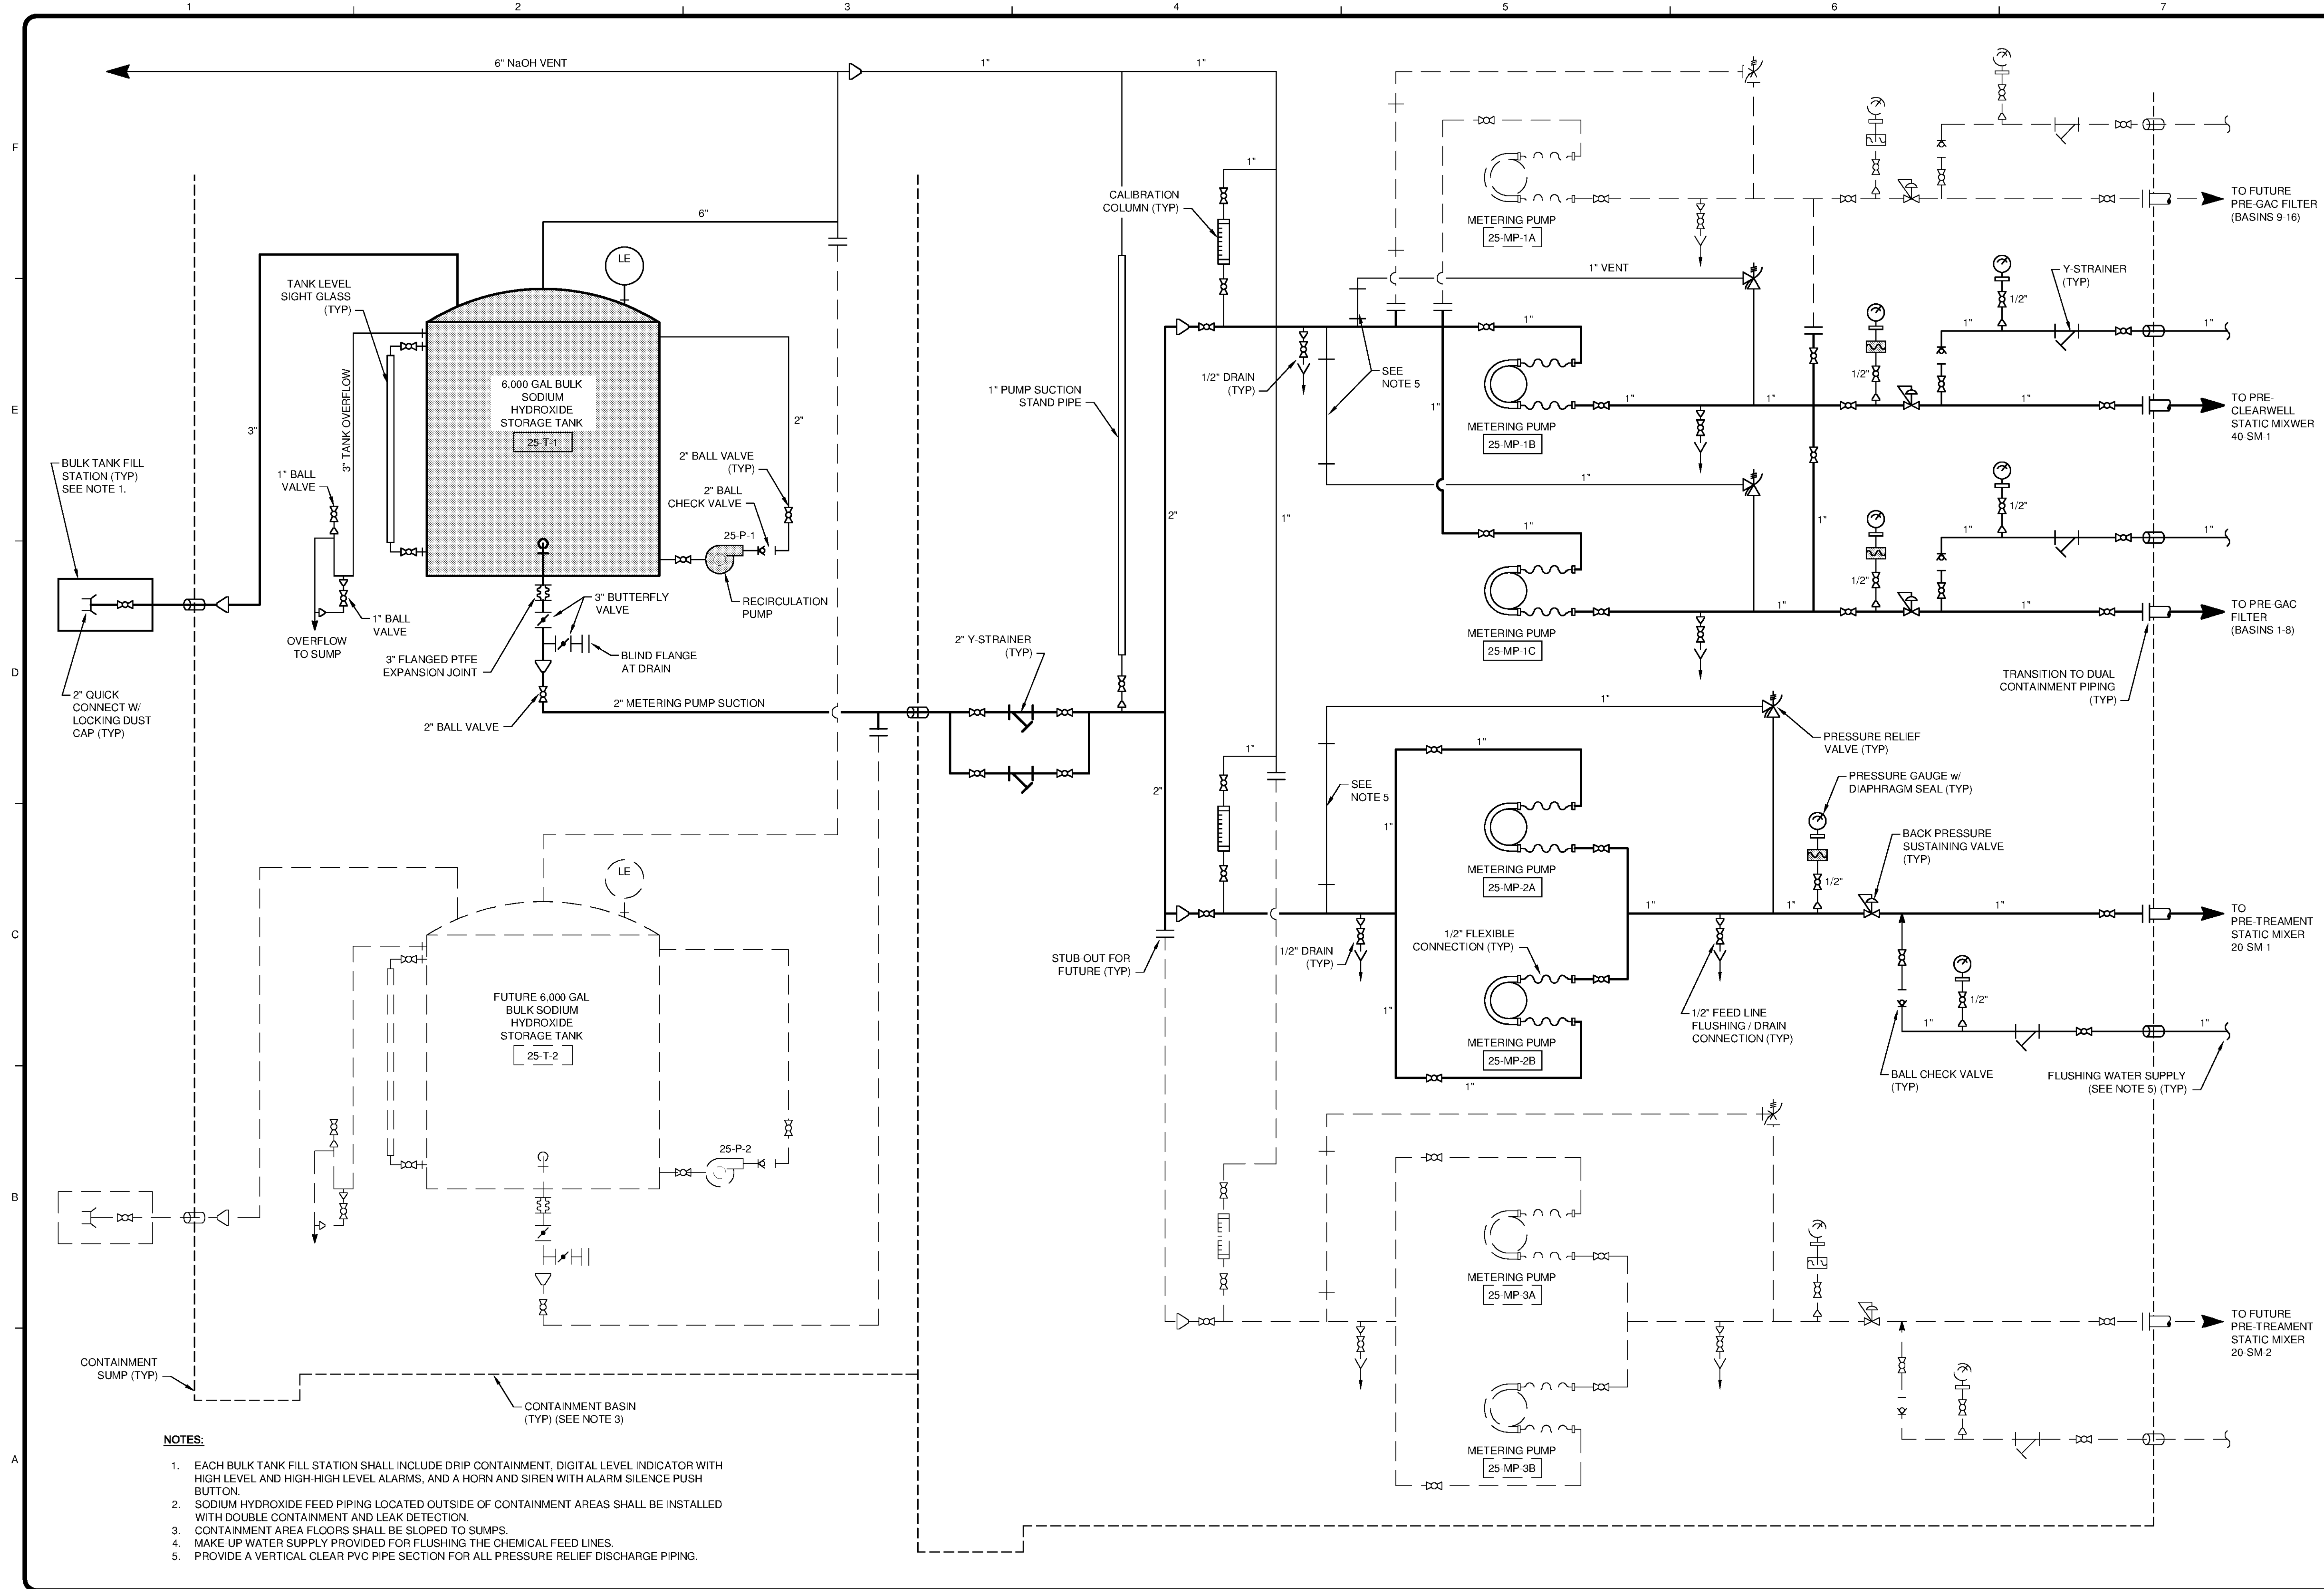 1
2
3
4
5
6
7
F
E
D
C
B
A
6" NaOH VENT
1"
1"
6"
LE
TANK LEVEL
SIGHT GLASS
(TYP)
3" TANK OVERFLOW
3"
6,000 GAL BULK
SODIUM
HYDROXIDE
STORAGE TANK
25-T-1
2"
BULK TANK FILL
STATION (TYP)
SEE NOTE 1.
1" BALL
VALVE
2" BALL VALVE
(TYP)
2" BALL
CHECK VALVE
25-P-1
RECIRCULATION
PUMP
1" BALL
VALVE
OVERFLOW
TO SUMP
3" BUTTERFLY
VALVE
3" FLANGED PTFE
EXPANSION JOINT
BLIND FLANGE
AT DRAIN
2" QUICK
CONNECT W/
LOCKING DUST
CAP (TYP)
2" BALL VALVE
2" METERING PUMP SUCTION
2" Y-STRAINER
(TYP)
1" PUMP SUCTION
STAND PIPE
CALIBRATION
COLUMN (TYP)
1"
1"
2"
2"
1"
1/2" DRAIN
(TYP)
SEE
NOTE 5
1" VENT
METERING PUMP
25-MP-1A
1"
1"
METERING PUMP
25-MP-1B
1"
1"
1"
1"
METERING PUMP
25-MP-1C
1"
1"
1/2"
1/2"
1"
1"
1"
Y-STRAINER
(TYP)
1/2"
1/2"
1"
1"
TO FUTURE
PRE-GAC FILTER
(BASINS 9-16)
TO PRE-
CLEARWELL
STATIC MIXWER
40-SM-1
TO PRE-GAC
FILTER
(BASINS 1-8)
TRANSITION TO DUAL
CONTAINMENT PIPING
(TYP)
1"
PRESSURE RELIEF
VALVE (TYP)
PRESSURE GAUGE w/
DIAPHRAGM SEAL (TYP)
BACK PRESSURE
SUSTAINING VALVE
(TYP)
SEE
NOTE 5
1"
1"
METERING PUMP
25-MP-2A
1/2"
1"
1"
1"
TO
PRE-TREAMENT
STATIC MIXER
20-SM-1
STUB-OUT FOR
FUTURE (TYP)
1/2" DRAIN
(TYP)
1/2" FLEXIBLE
CONNECTION (TYP)
1"
METERING PUMP
25-MP-2B
1"
1/2" FEED LINE
FLUSHING / DRAIN
CONNECTION (TYP)
1/2"
1"
1"
BALL CHECK VALVE
(TYP)
FLUSHING WATER SUPPLY
(SEE NOTE 5) (TYP)
LE
FUTURE 6,000 GAL
BULK SODIUM
HYDROXIDE
STORAGE TANK
25-T-2
25-P-2
METERING PUMP
25-MP-3A
METERING PUMP
25-MP-3B
TO FUTURE
PRE-TREAMENT
STATIC MIXER
20-SM-2
CONTAINMENT
SUMP (TYP)
CONTAINMENT BASIN
(TYP) (SEE NOTE 3)
NOTES:
1. EACH BULK TANK FILL STATION SHALL INCLUDE DRIP CONTAINMENT, DIGITAL LEVEL INDICATOR WITH
HIGH LEVEL AND HIGH-HIGH LEVEL ALARMS, AND A HORN AND SIREN WITH ALARM SILENCE PUSH
BUTTON.
2. SODIUM HYDROXIDE FEED PIPING LOCATED OUTSIDE OF CONTAINMENT AREAS SHALL BE INSTALLED
WITH DOUBLE CONTAINMENT AND LEAK DETECTION.
3. CONTAINMENT AREA FLOORS SHALL BE SLOPED TO SUMPS.
4. MAKE-UP WATER SUPPLY PROVIDED FOR FLUSHING THE CHEMICAL FEED LINES.
5. PROVIDE A VERTICAL CLEAR PVC PIPE SECTION FOR ALL PRESSURE RELIEF DISCHARGE PIPING.